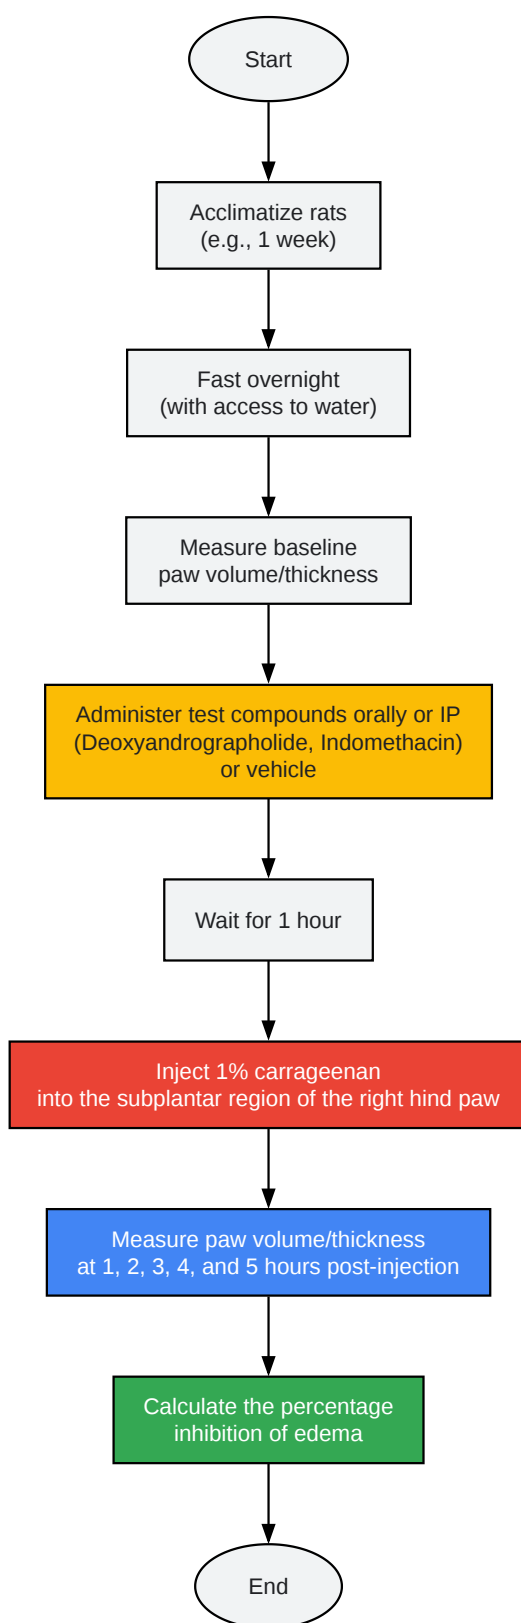 Start
Acclimatize rats
(e.g., 1 week)
Fast overnight
(with access to water)
Measure baseline
paw volume/thickness
Administer test compounds orally or IP
(Deoxyandrographolide, Indomethacin)
or vehicle
Wait for 1 hour
Inject 1% carrageenan
into the subplantar region of the right hind paw
Measure paw volume/thickness
at 1, 2, 3, 4, and 5 hours post-injection
Calculate the percentage
inhibition of edema
End